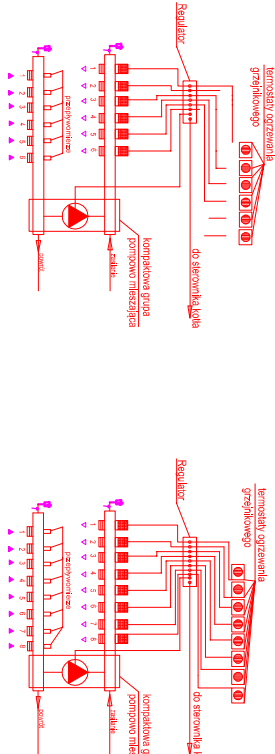 termostaty ogrzewania
grzejnikowego
Regulator
do sterownika kotła
1 2 3 4 5 6
kompaktowa grupa
pompowo mieszająca
zasilanie
przepływomierze
1 2 3 4 5 6
powrót
termostaty ogrzewania
grzejnikowego
Regulator
do sterownika k
1 2 3 4 5 6 7 8
kompaktowa g
pompowo mies
zasilanie
przepływomierze
1 2 3 4 5 6 7 8
powrót